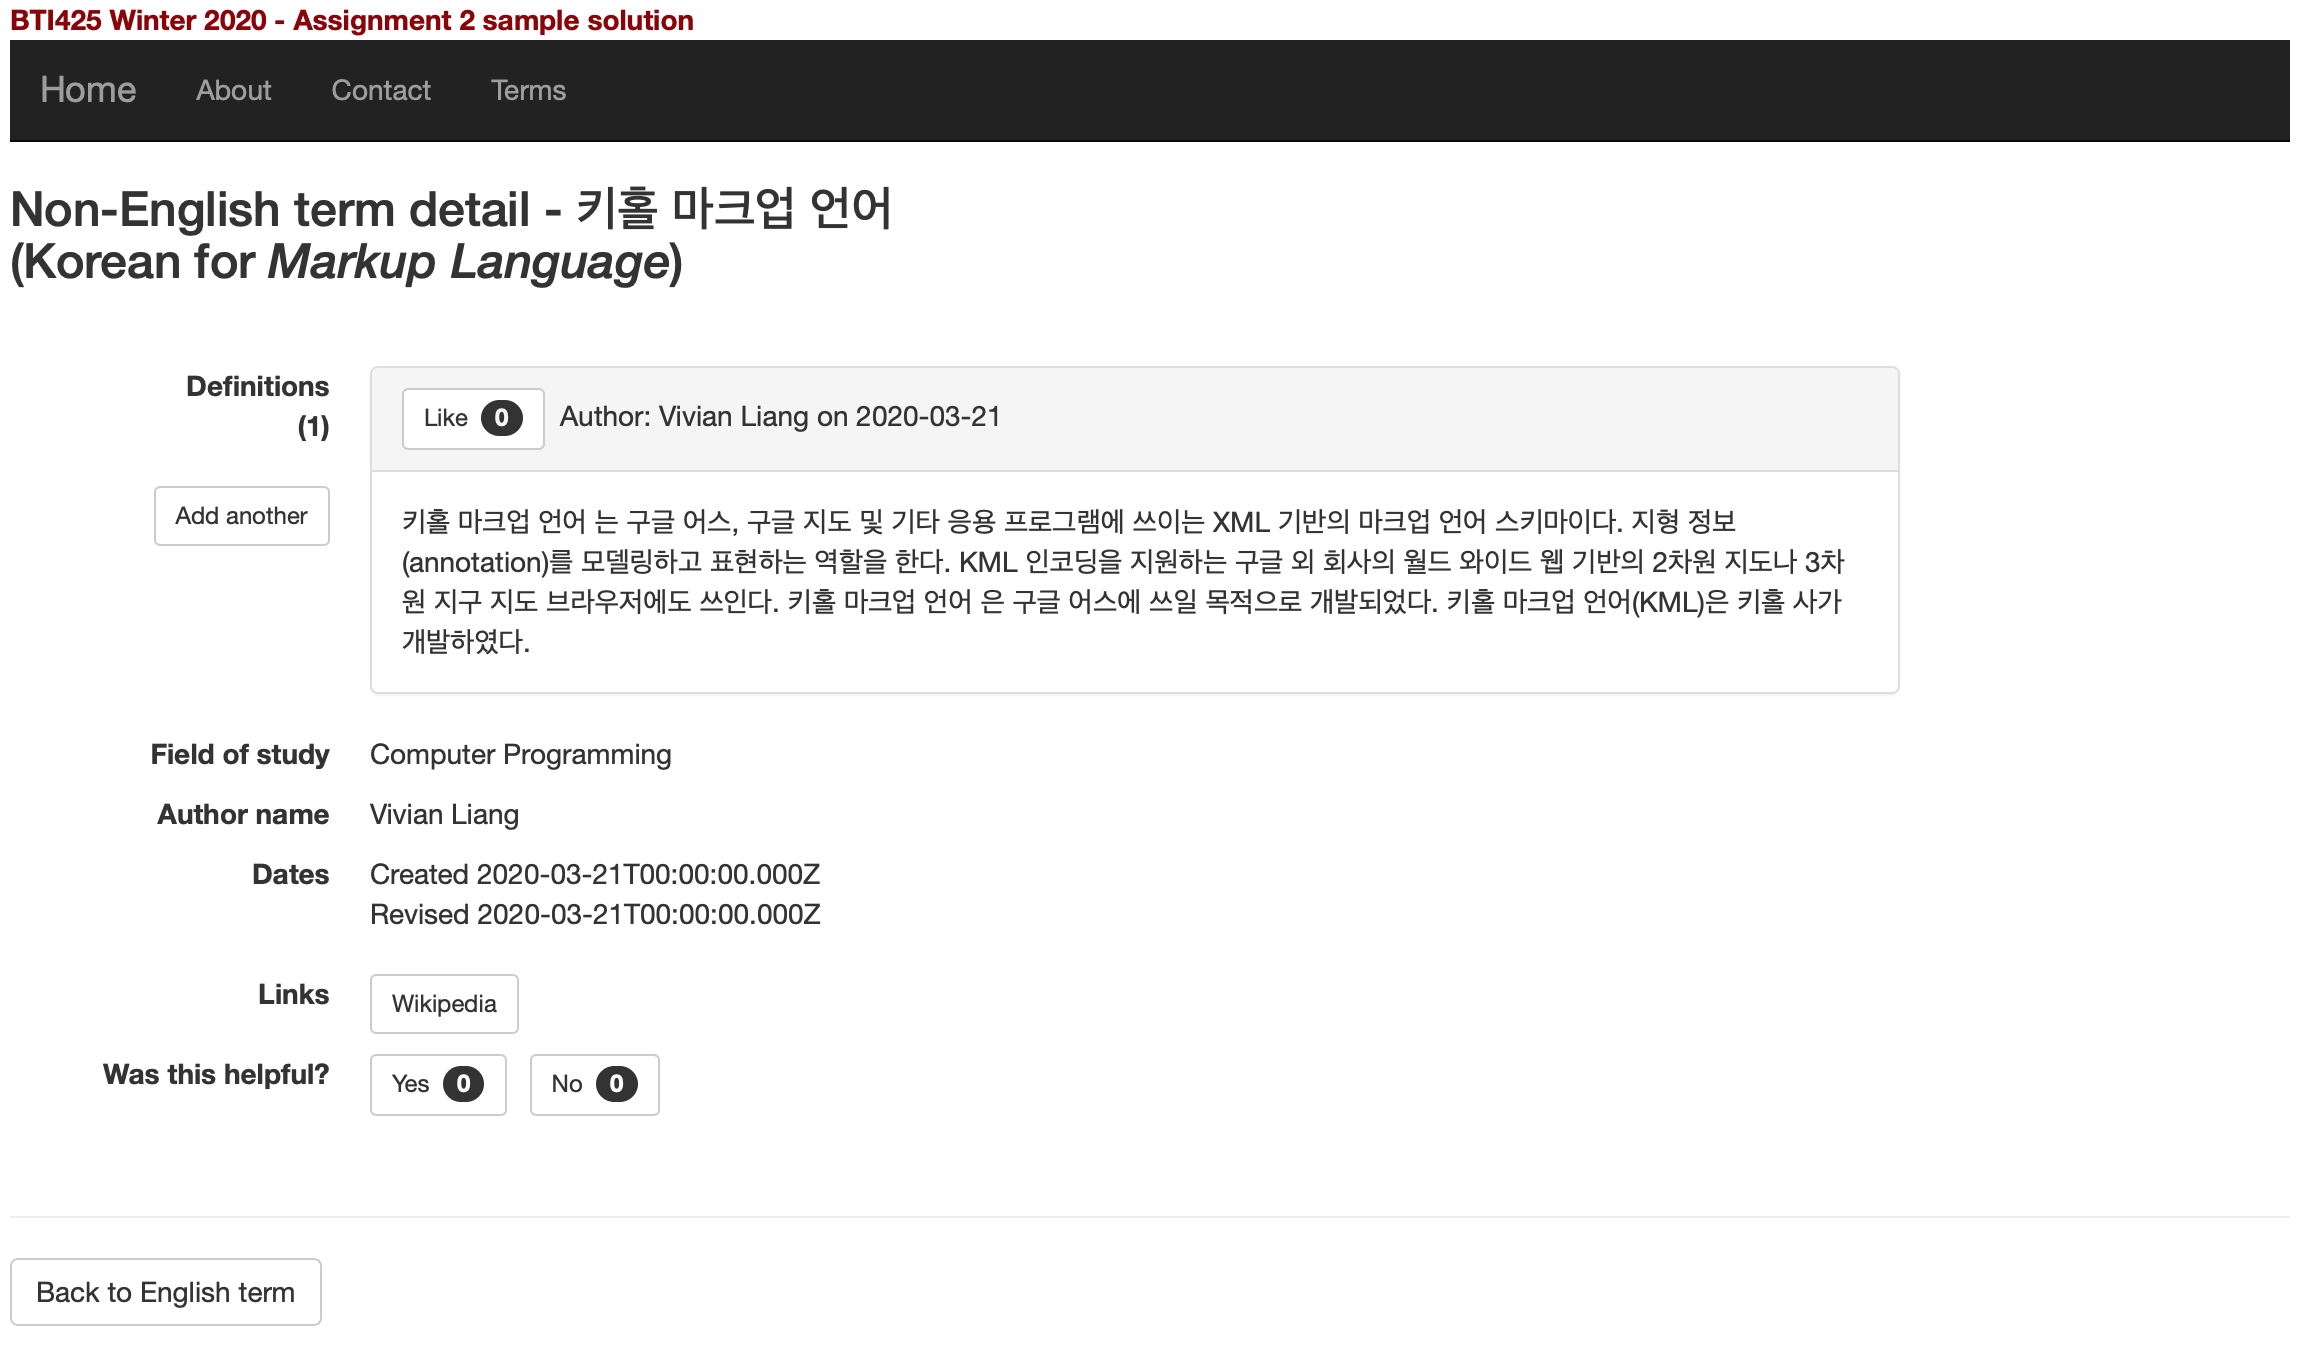 BTI425 Winter 2020 - Assignment 2 sample solution
Home About Contact Terms
Non-English term detail - 키홀 마크업 언어
(Korean for Markup Language)
Definitions
(1)
Add another
Like 0 Author: Vivian Liang on 2020-03-21
키홀 마크업 언어 는 구글 어스, 구글 지도 및 기타 응용 프로그램에 쓰이는 XML 기반의 마크업 언어 스키마이다. 지형 정보
(annotation)를 모델링하고 표현하는 역할을 한다. KML 인코딩을 지원하는 구글 외 회사의 월드 와이드 웹 기반의 2차원 지도나 3차
원 지구 지도 브라우저에도 쓰인다. 키홀 마크업 언어 은 구글 어스에 쓰일 목적으로 개발되었다. 키홀 마크업 언어(KML)은 키홀 사가
개발하였다.
Field of study Computer Programming
Author name Vivian Liang
Dates Created 2020-03-21T00:00:00.000Z
Revised 2020-03-21T00:00:00.000Z
Links Wikipedia
Was this helpful? Yes 0 No 0
Back to English term